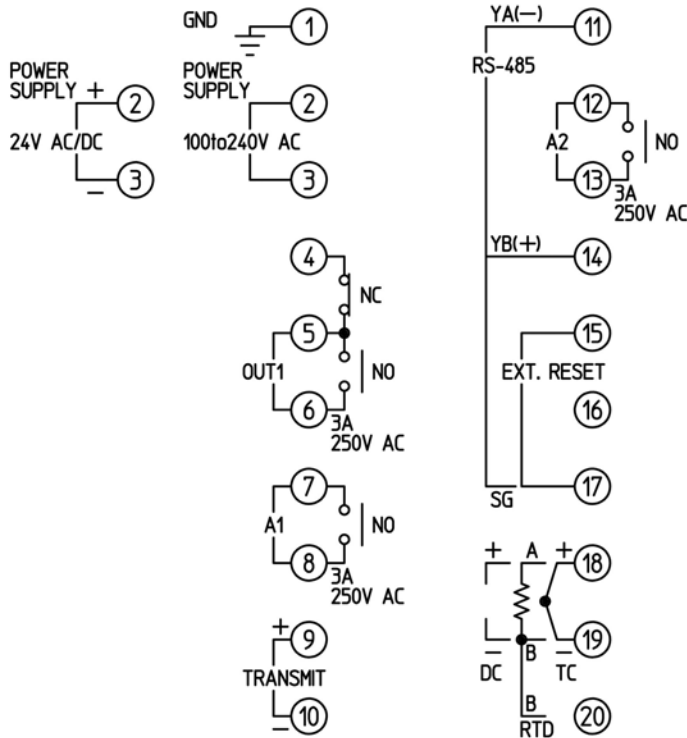 GND
1
POWER
SUPPLY +
24V AC/DC
−
2
3
POWER
SUPPLY
100to240V AC
2
3
4
NC
5
OUT1
NO
6
3A
250V AC
7
A1
NO
8
3A
250V AC
+
9
TRANSMIT
−
10
YA(−)
11
RS-485
12
A2
NO
13
3A
250V AC
YB(+)
14
15
EXT. RESET
16
SG
17
+ A + 18
− B − 19
DC TC
B
RTD
20